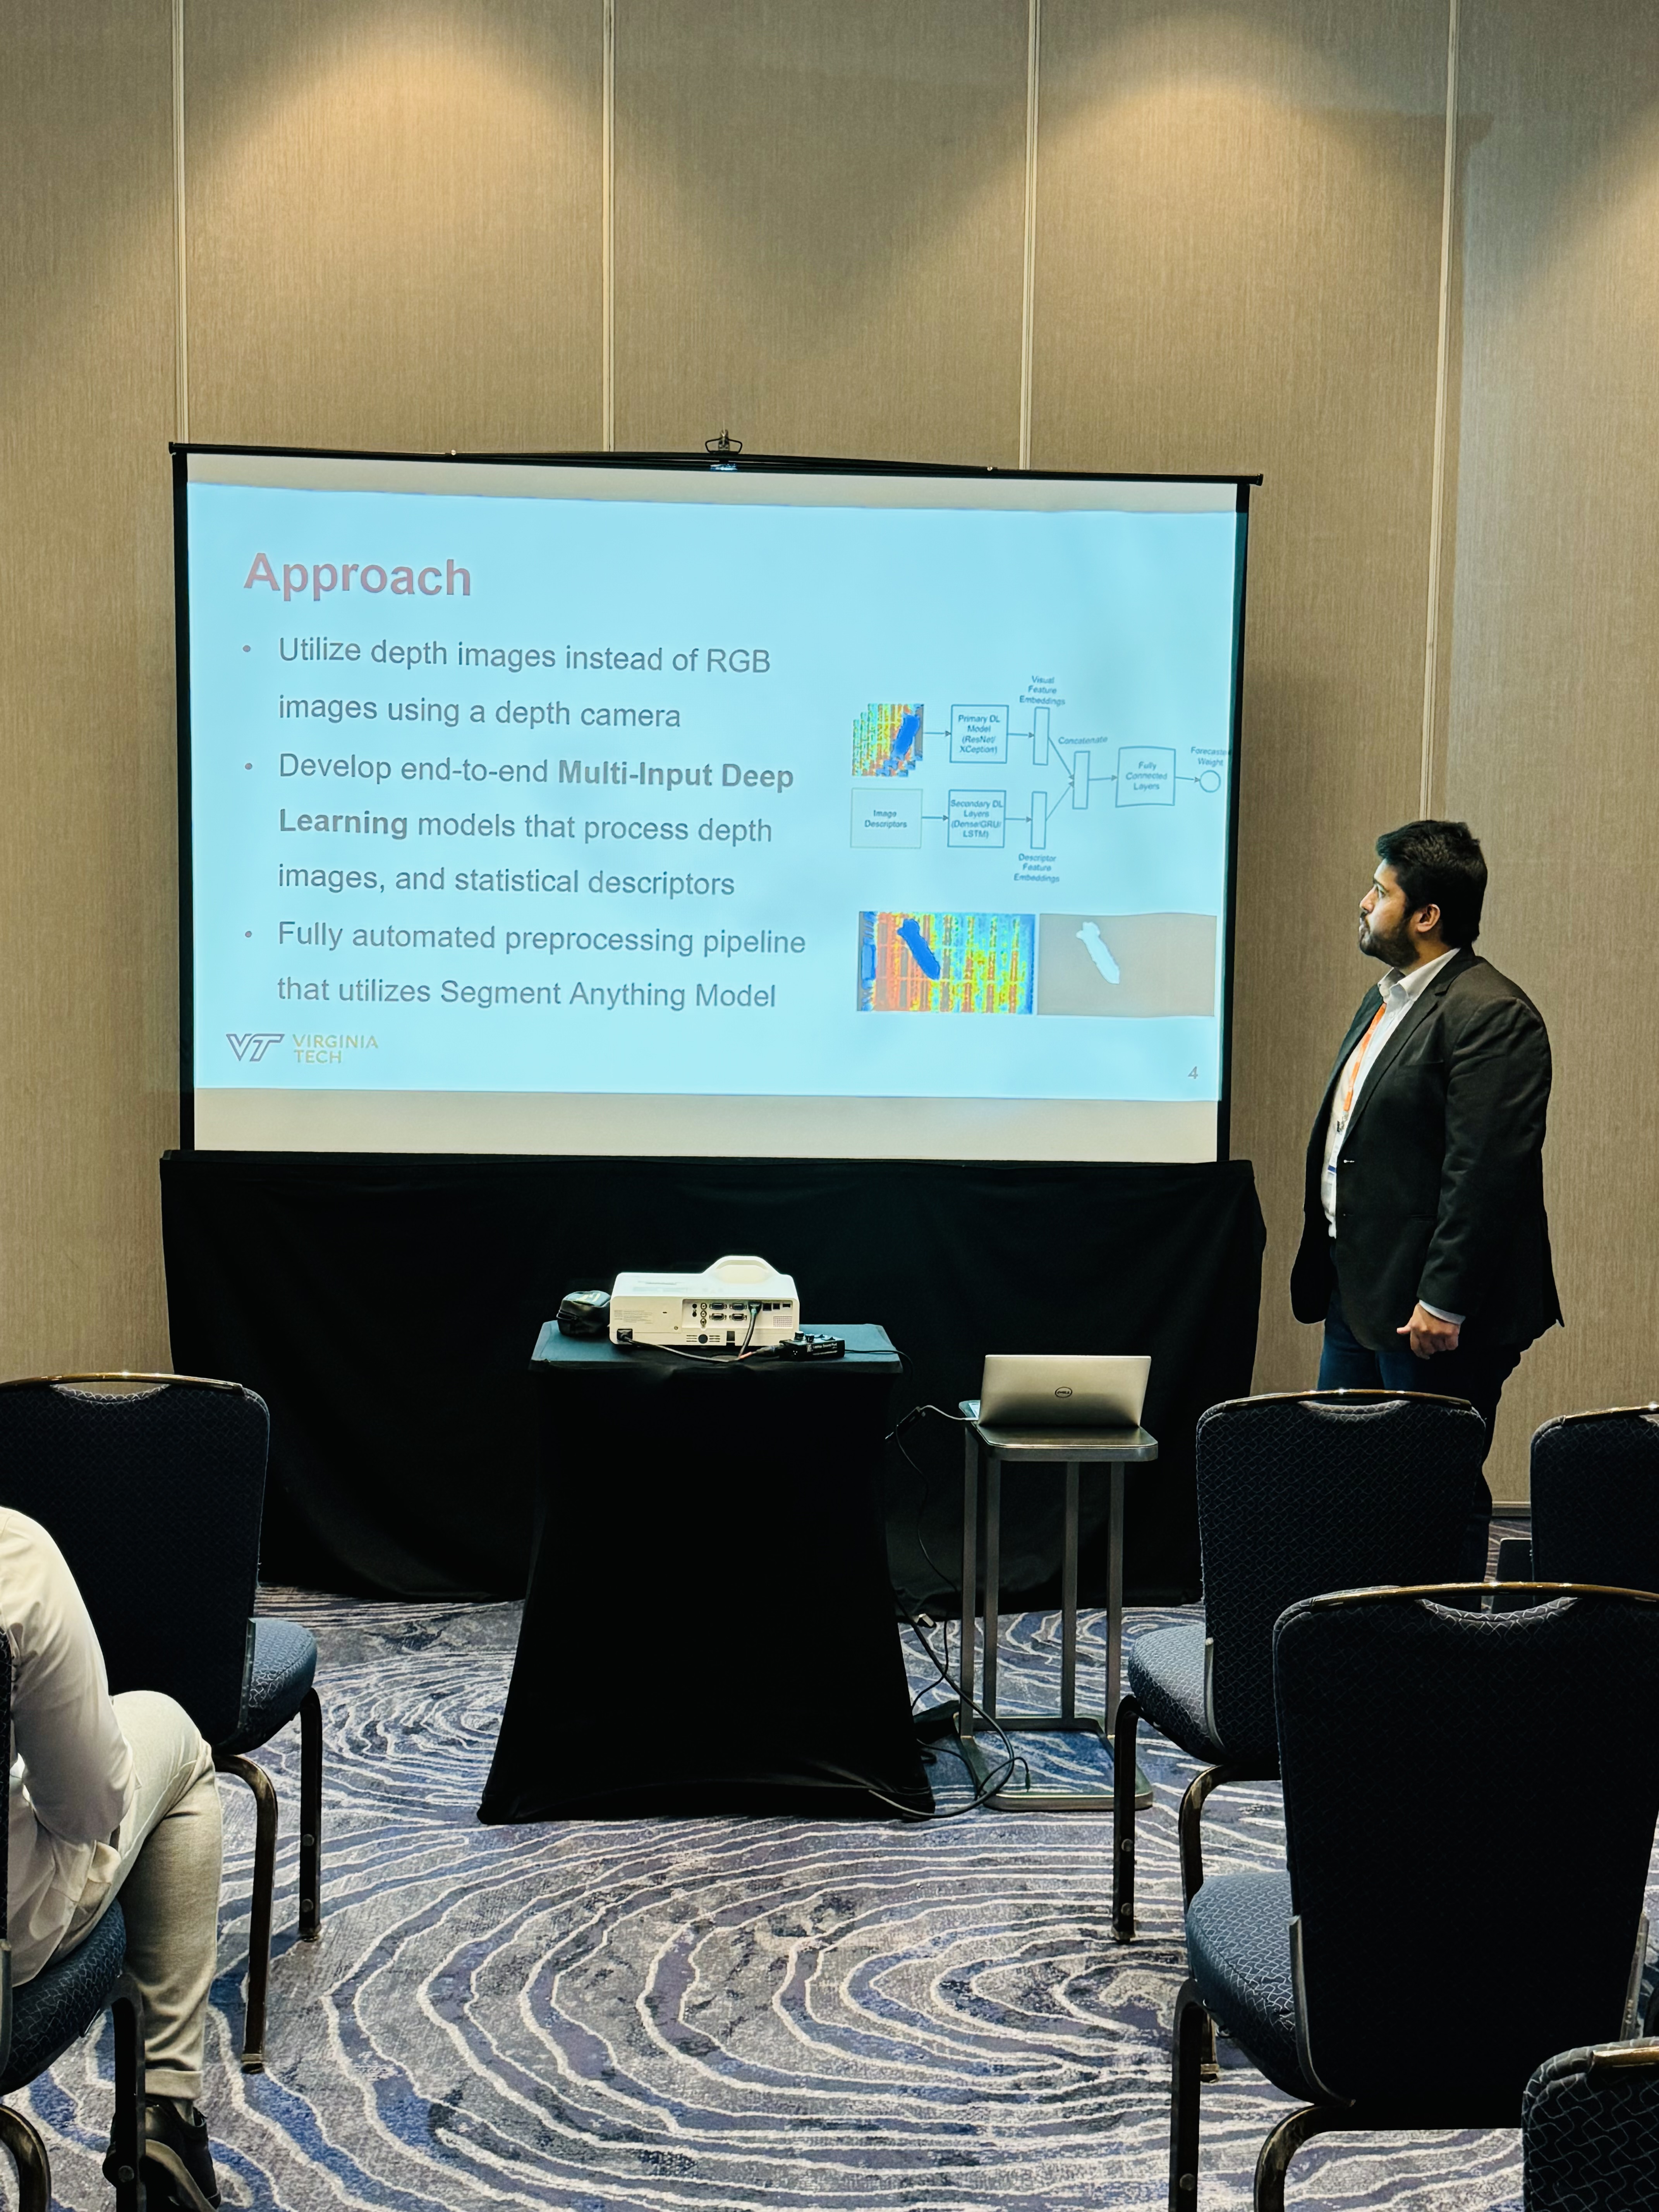 Approach
• Utilize depth images instead of RGB
images using a depth camera
• Develop end-to-end Multi-Input Deep
Learning models that process depth
images, and statistical descriptors
• Fully automated preprocessing pipeline
that utilizes Segment Anything Model
Visual
Feature
Embeddings
Primary DL
Model
(ResNet/
XCeption)
Concatenate
Fully
Connected
Layers
Weight
Image
Descriptors
Secondary DL
Layers
(Dense/GRU/
LSTM)
Descriptor
Feature
Embeddings
VT VIRGINIA
TECH
4
DELL